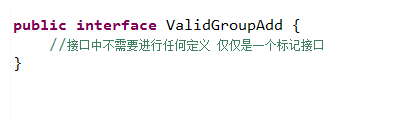 public interface ValidGroupAdd {
//接口中不需要进行任何定义 仅仅是一个标记接口
}